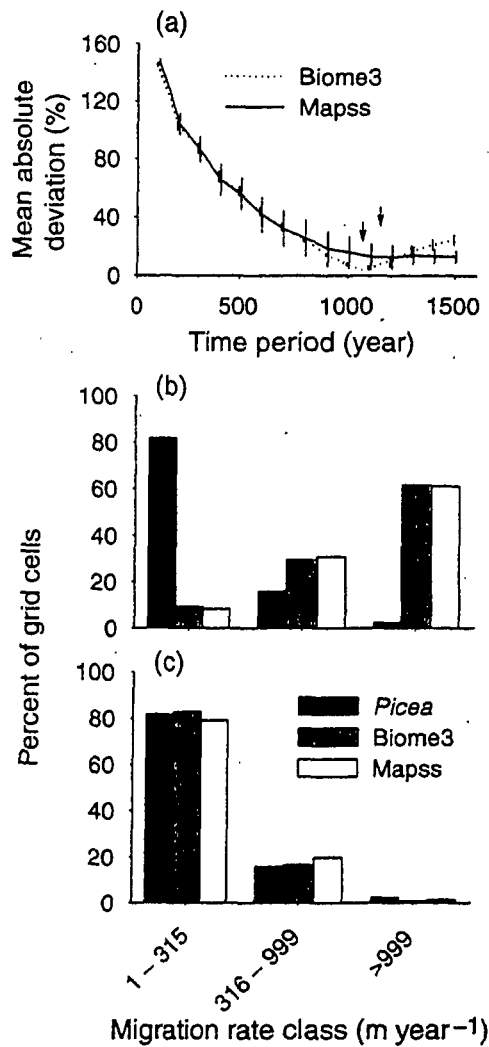 (a)
160
120
80
40
0
Mean absolute
deviation (%)
Biome3
Mapss
0 500 1000 1500
Time period (year)
(b)
100
80
60
40
20
0
Percent of grid cells
(c)
100
80
60
40
20
0
Picea
Biome3
Mapss
1 – 315
316 – 999
>999
Migration rate class (m year−1)